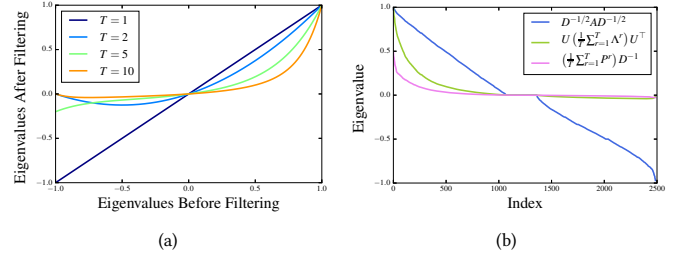 1.0
0.5
0.0
−0.5
−1.0
Eigenvalues After Filtering
T = 1
T = 2
T = 5
T = 10
−1.0 −0.5 0.0 0.5 1.0
Eigenvalues Before Filtering
(a)
1.0
0.5
0.0
−0.5
−1.0
Eigenvalue
D^{−1/2}AD^{−1/2}
U (1/T ∑_{r=1}^{T} Λ^r) U^⊤
(1/T ∑_{r=1}^{T} P^r) D^{−1}
0 500 1000 1500 2000 2500
Index
(b)